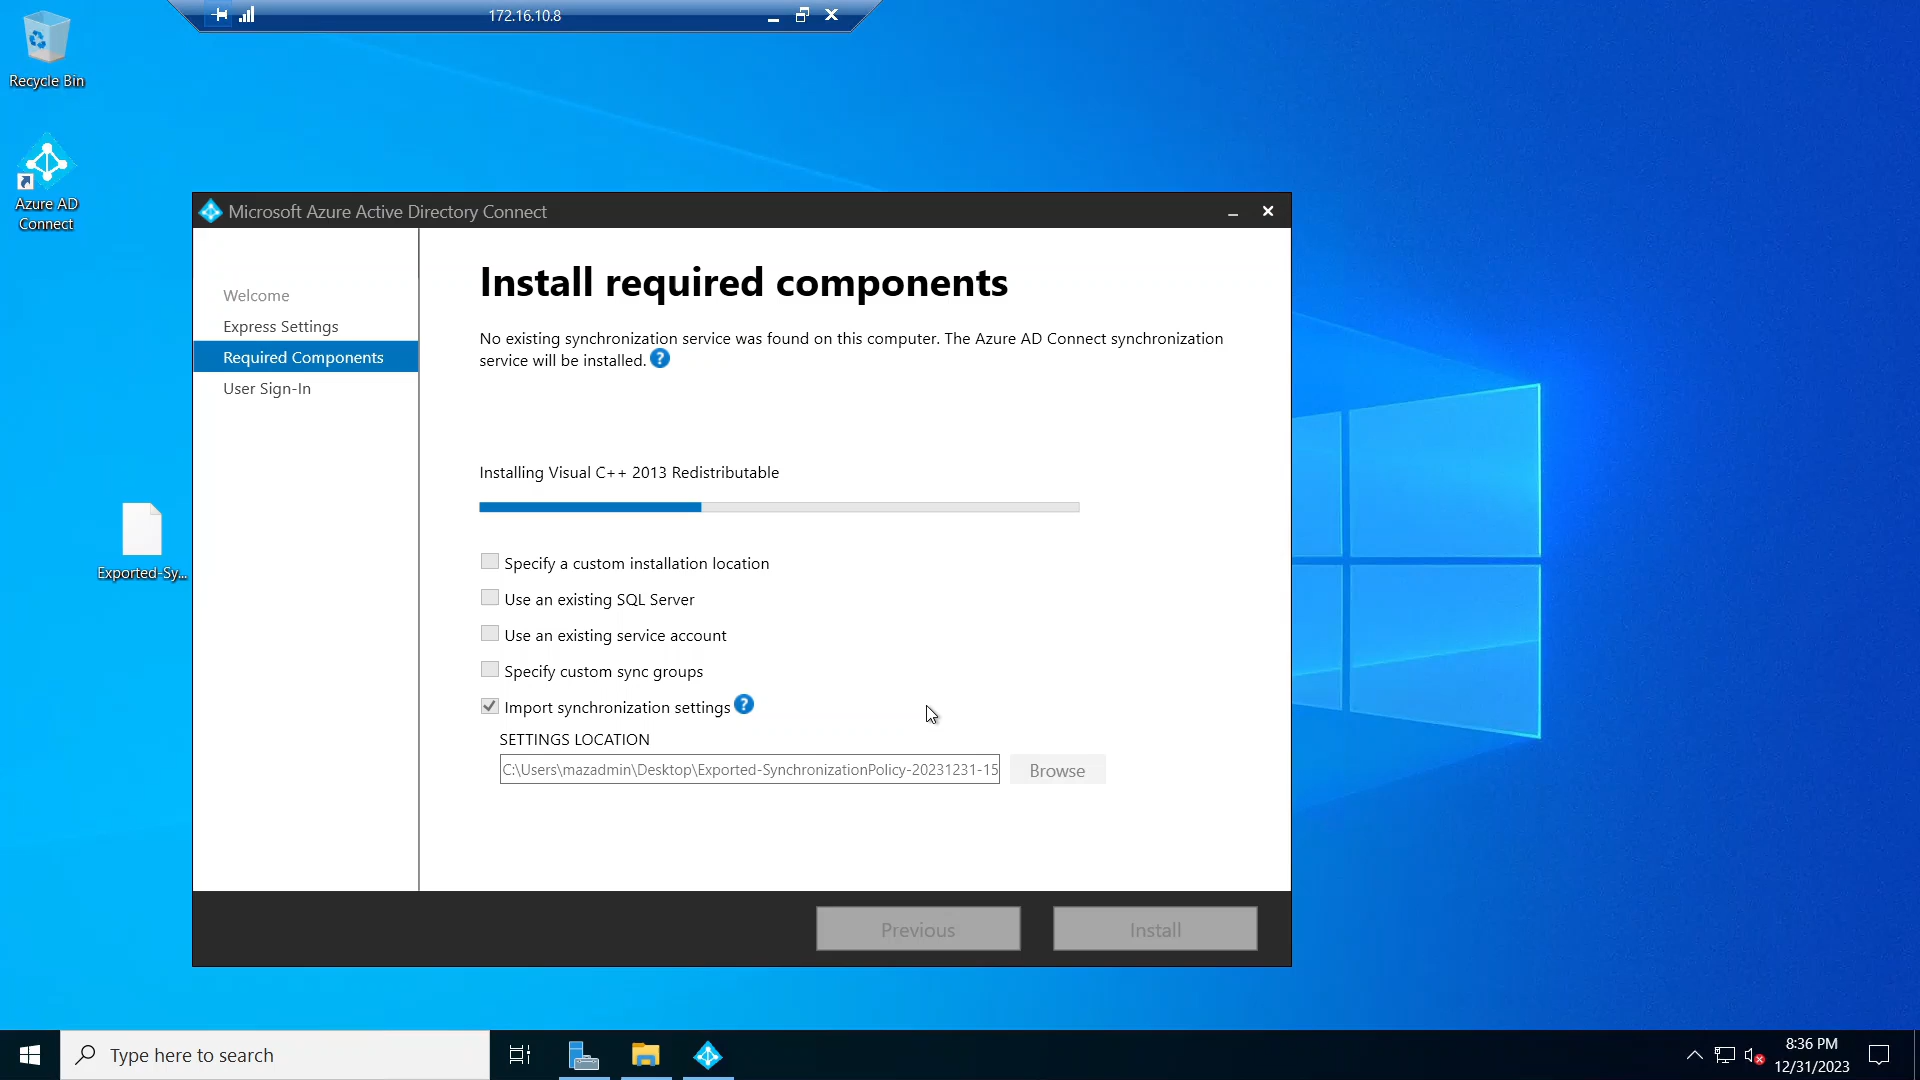 172.16.10.8
Recycle Bin
Azure AD
Connect
Exported-Sy...
Microsoft Azure Active Directory Connect
Welcome
Express Settings
Required Components
User Sign-In
Install required components
No existing synchronization service was found on this computer. The Azure AD Connect synchronization
service will be installed. ?
Installing Visual C++ 2013 Redistributable
Specify a custom installation location
Use an existing SQL Server
Use an existing service account
Specify custom sync groups
Import synchronization settings ?
SETTINGS LOCATION
C:\Users\mazadmin\Desktop\Exported-SynchronizationPolicy-20231231-15
Browse
Previous
Install
Type here to search
8:36 PM
12/31/2023